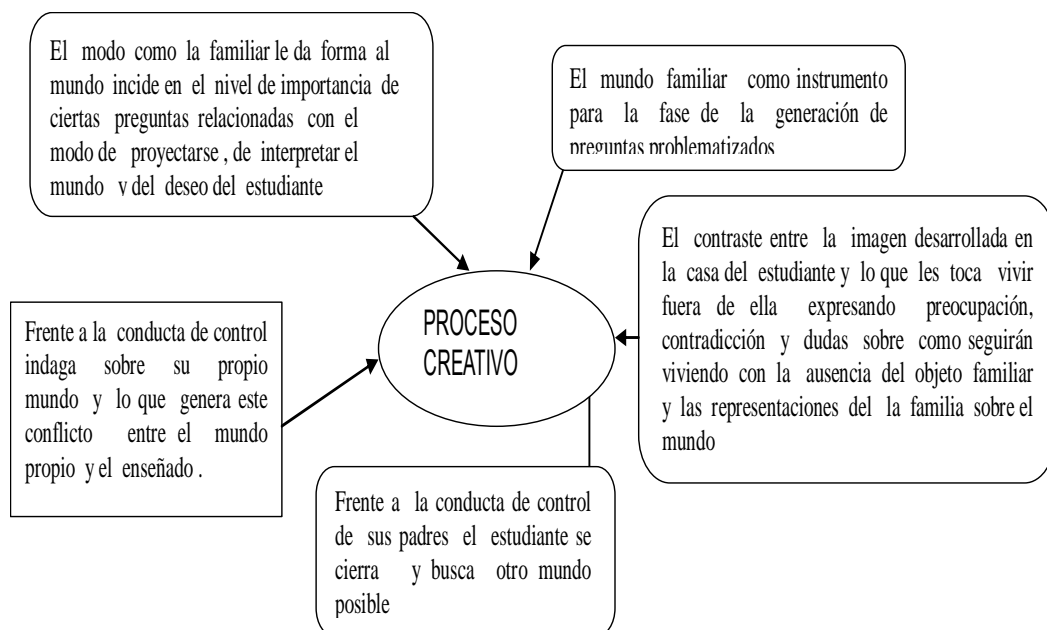 El modo como la familiar le da forma al
mundo incide en el nivel de importancia de
ciertas preguntas relacionadas con el
modo de proyectarse , de interpretar el
mundo y del deseo del estudiante
El mundo familiar como instrumento
para la fase de la generación de
preguntas problematizados
El contraste entre la imagen desarrollada en
la casa del estudiante y lo que les toca vivir
fuera de ella expresando preocupación,
contradicción y dudas sobre como seguirán
viviendo con la ausencia del objeto familiar
y las representaciones del la familia sobre el
mundo
PROCESO
CREATIVO
Frente a la conducta de control
indaga sobre su propio
mundo y lo que genera este
conflicto entre el mundo
propio y el enseñado .
Frente a la conducta de control
de sus padres el estudiante se
cierra y busca otro mundo
posible